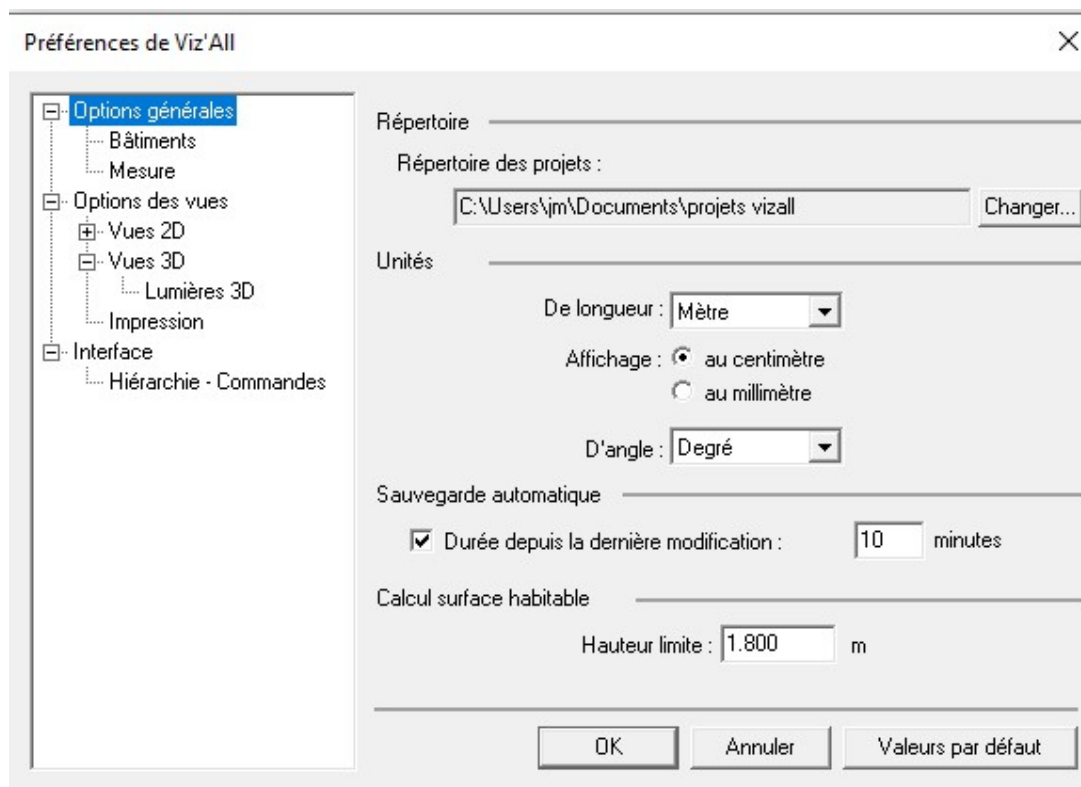 Préférences de Viz'All
Options générales
Bâtiments
Mesure
Options des vues
Vues 2D
Vues 3D
Lumières 3D
Impression
Interface
Hiérarchie - Commandes
Répertoire
Répertoire des projets :
C:\Users\jm\Documents\projets vizall Changer...
Unités
De longueur : Mètre
Affichage : au centimètre
au millimètre
D'angle : Degré
Sauvegarde automatique
Durée depuis la dernière modification : 10 minutes
Calcul surface habitable
Hauteur limite : 1.800 m
OK Annuler Valeurs par défaut